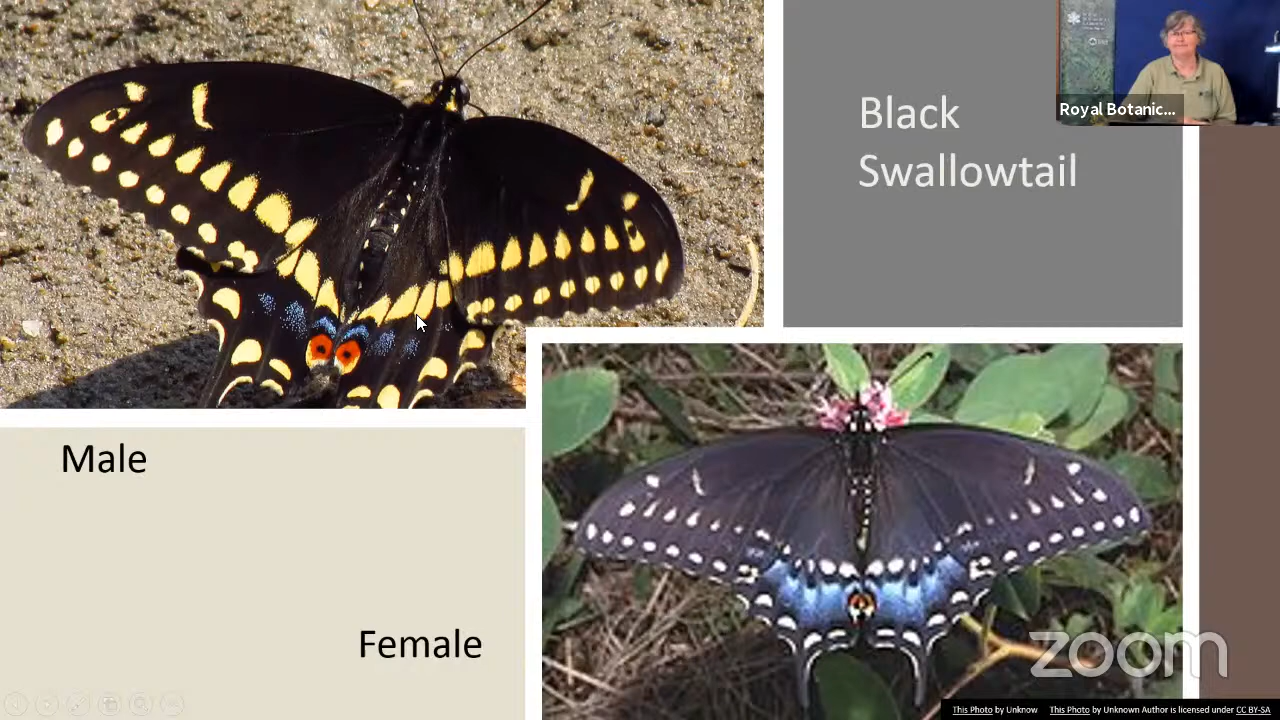 Black
Swallowtail
Royal Botanic...
Male
Female
zoom
This Photo by Unknow
This Photo by Unknown Author is licensed under CC BY-SA